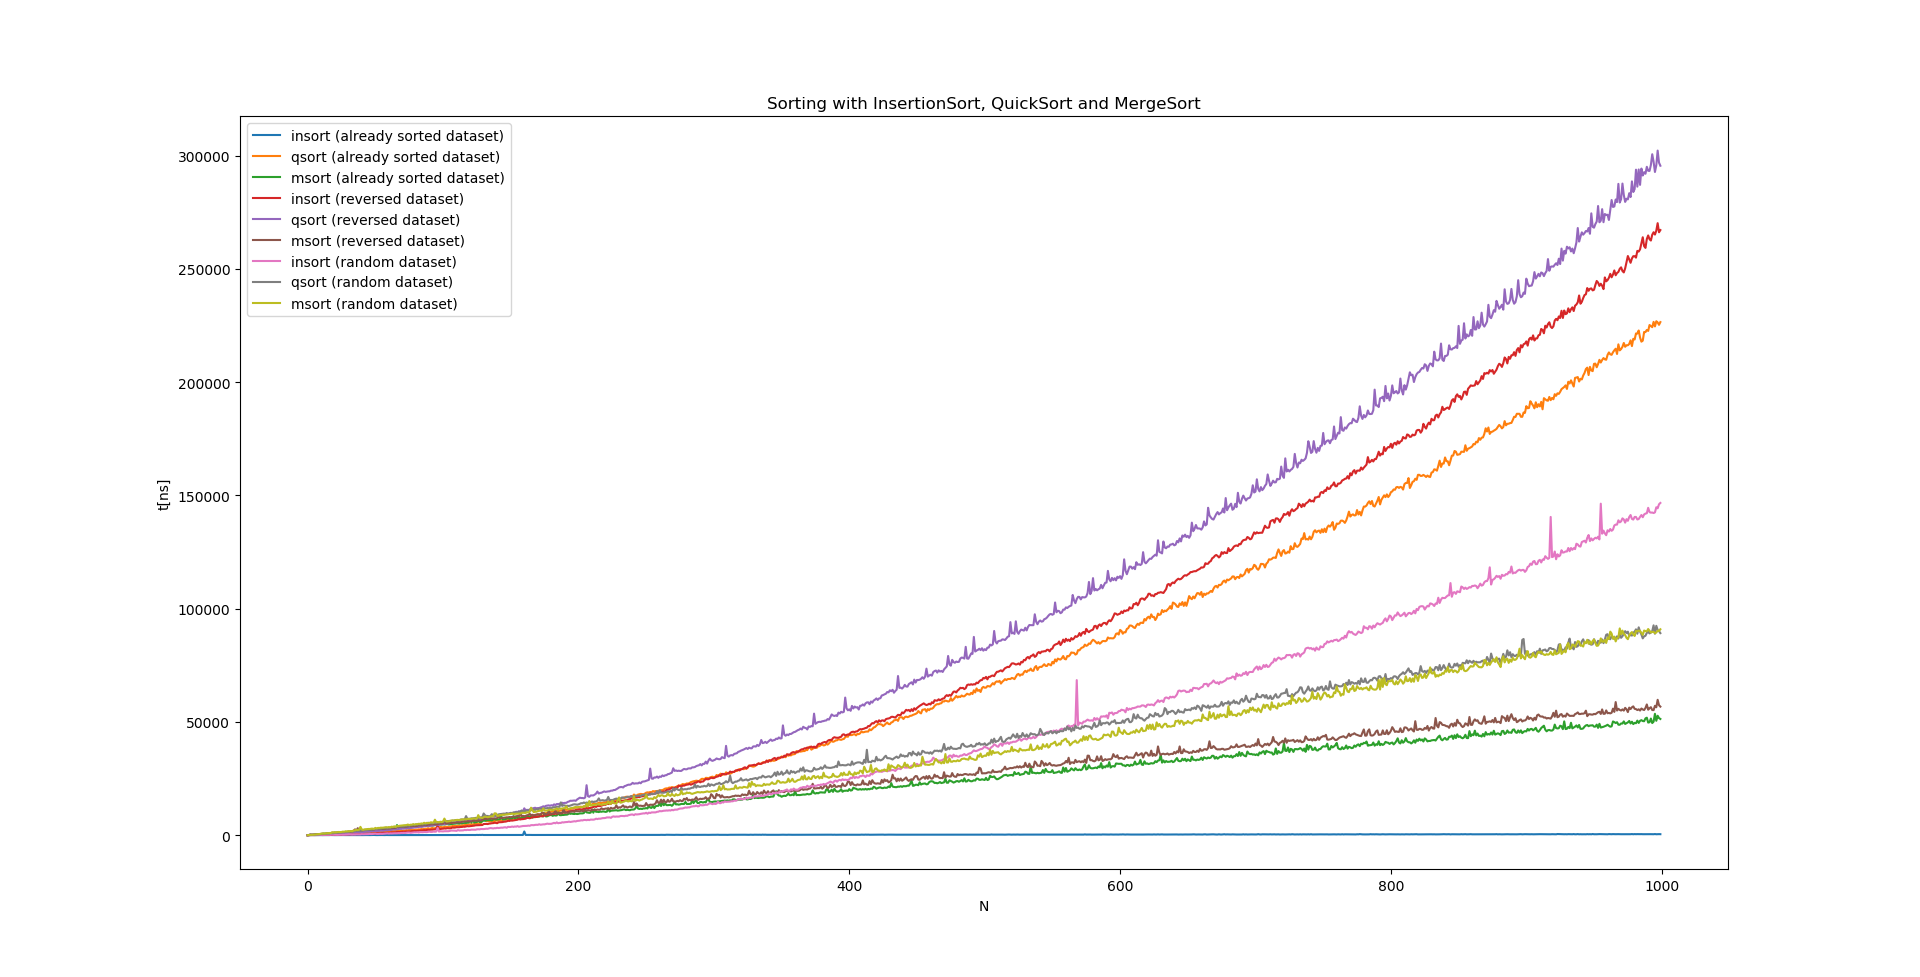 Sorting with InsertionSort, QuickSort and MergeSort
insort (already sorted dataset)
qsort (already sorted dataset)
msort (already sorted dataset)
insort (reversed dataset)
qsort (reversed dataset)
msort (reversed dataset)
insort (random dataset)
qsort (random dataset)
msort (random dataset)
300000
250000
200000
150000
100000
50000
0
t[ns]
0 200 400 600 800 1000
N